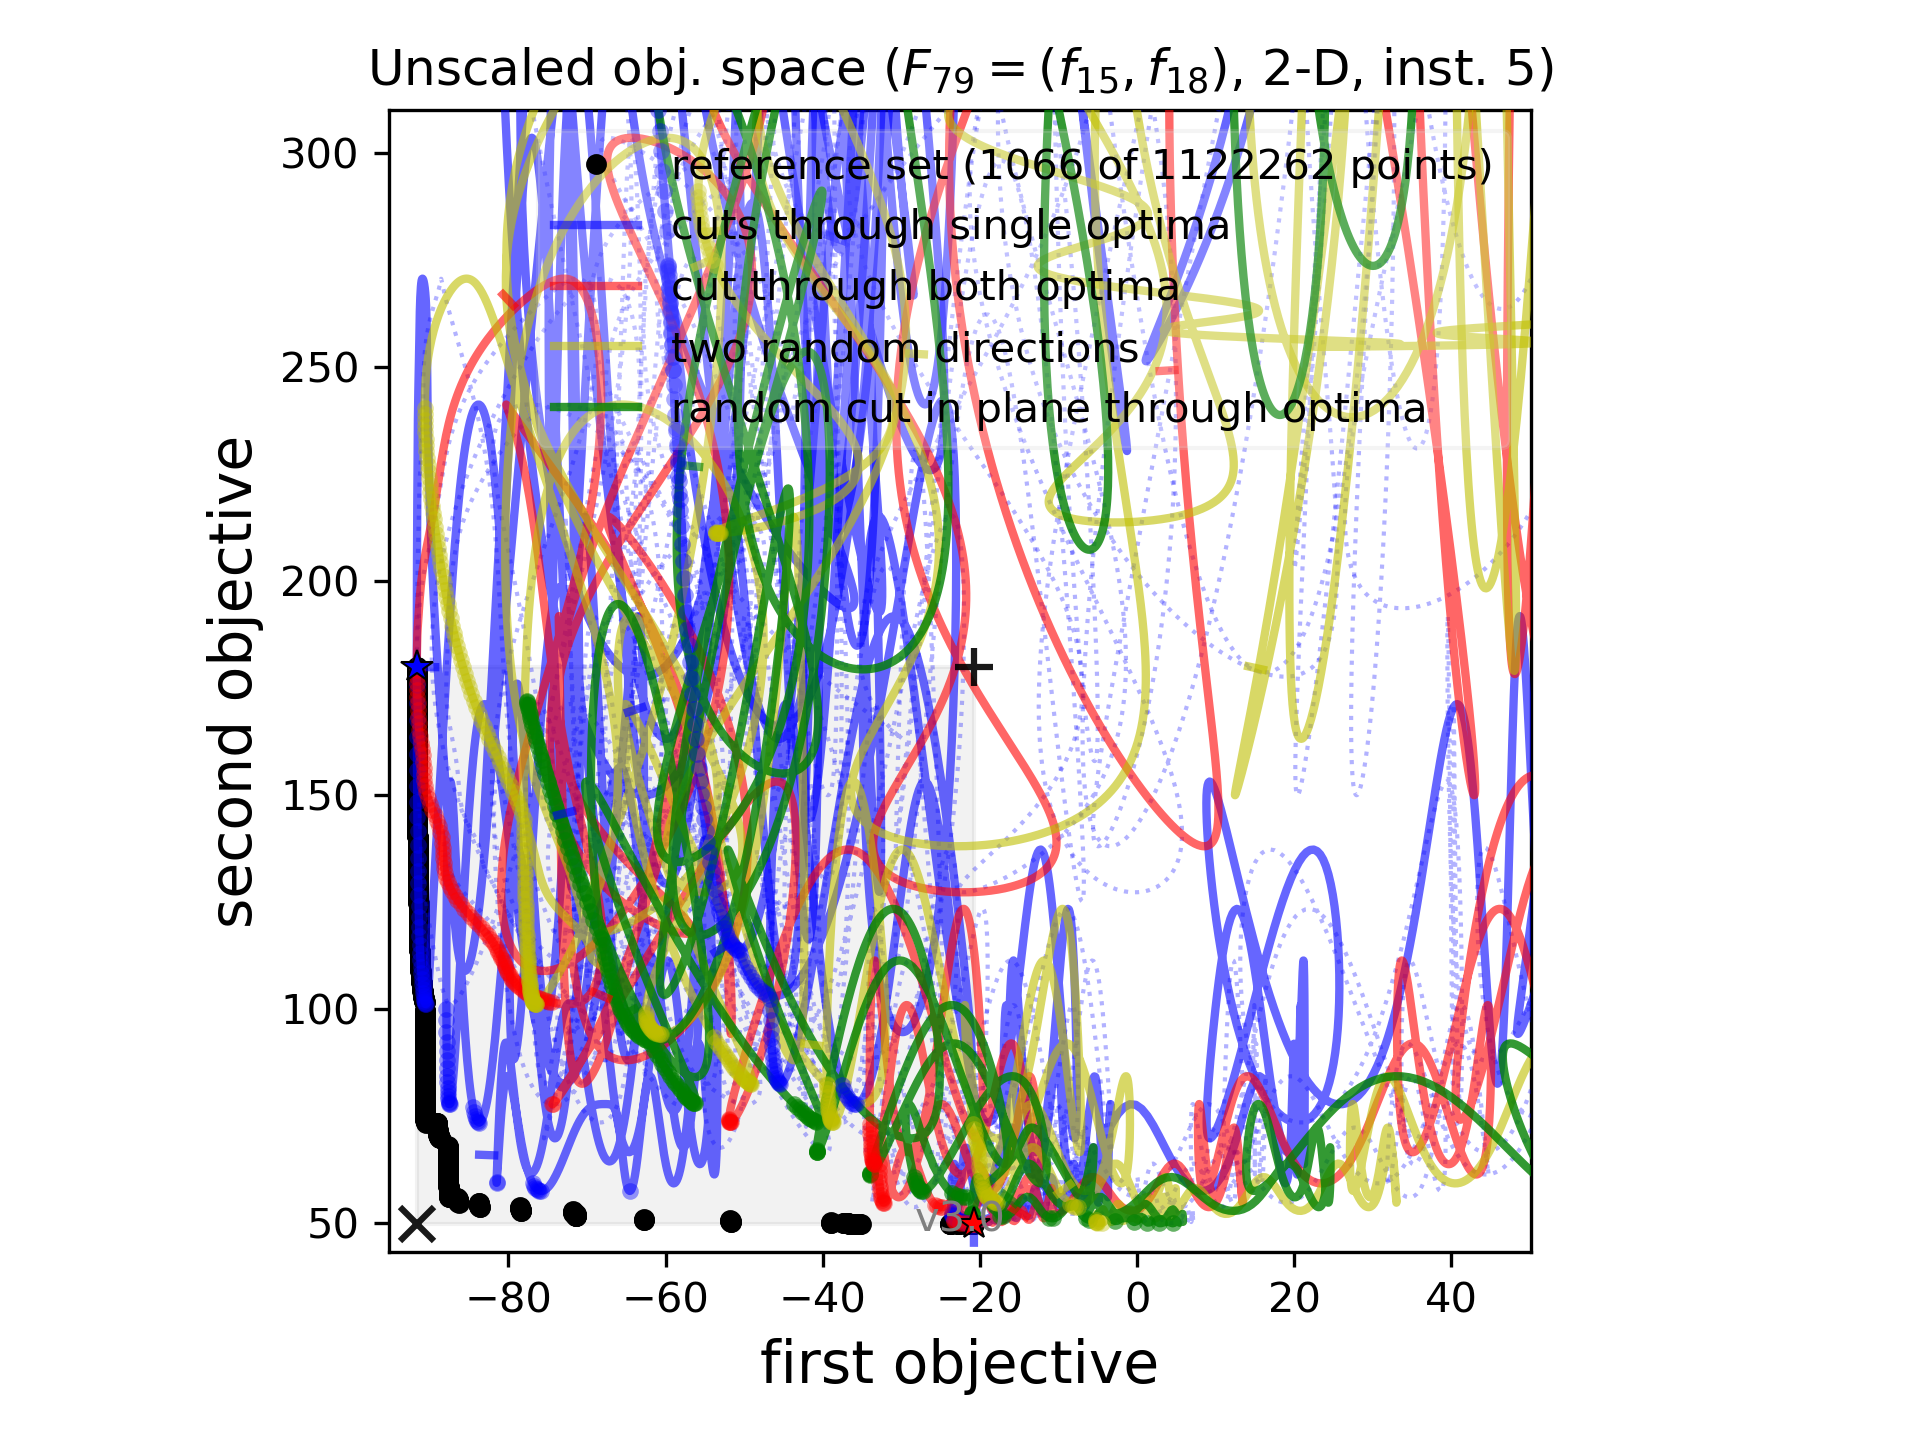 Unscaled obj. space (F79 = (f15, f18), 2-D, inst. 5)
300
250
200
150
100
50
second objective
reference set (1066 of 1122262 points)
cuts through single optima
cut through both optima
two random directions
random cut in plane through optima
v3.0
−80
−60
−40
−20
0
20
40
first objective